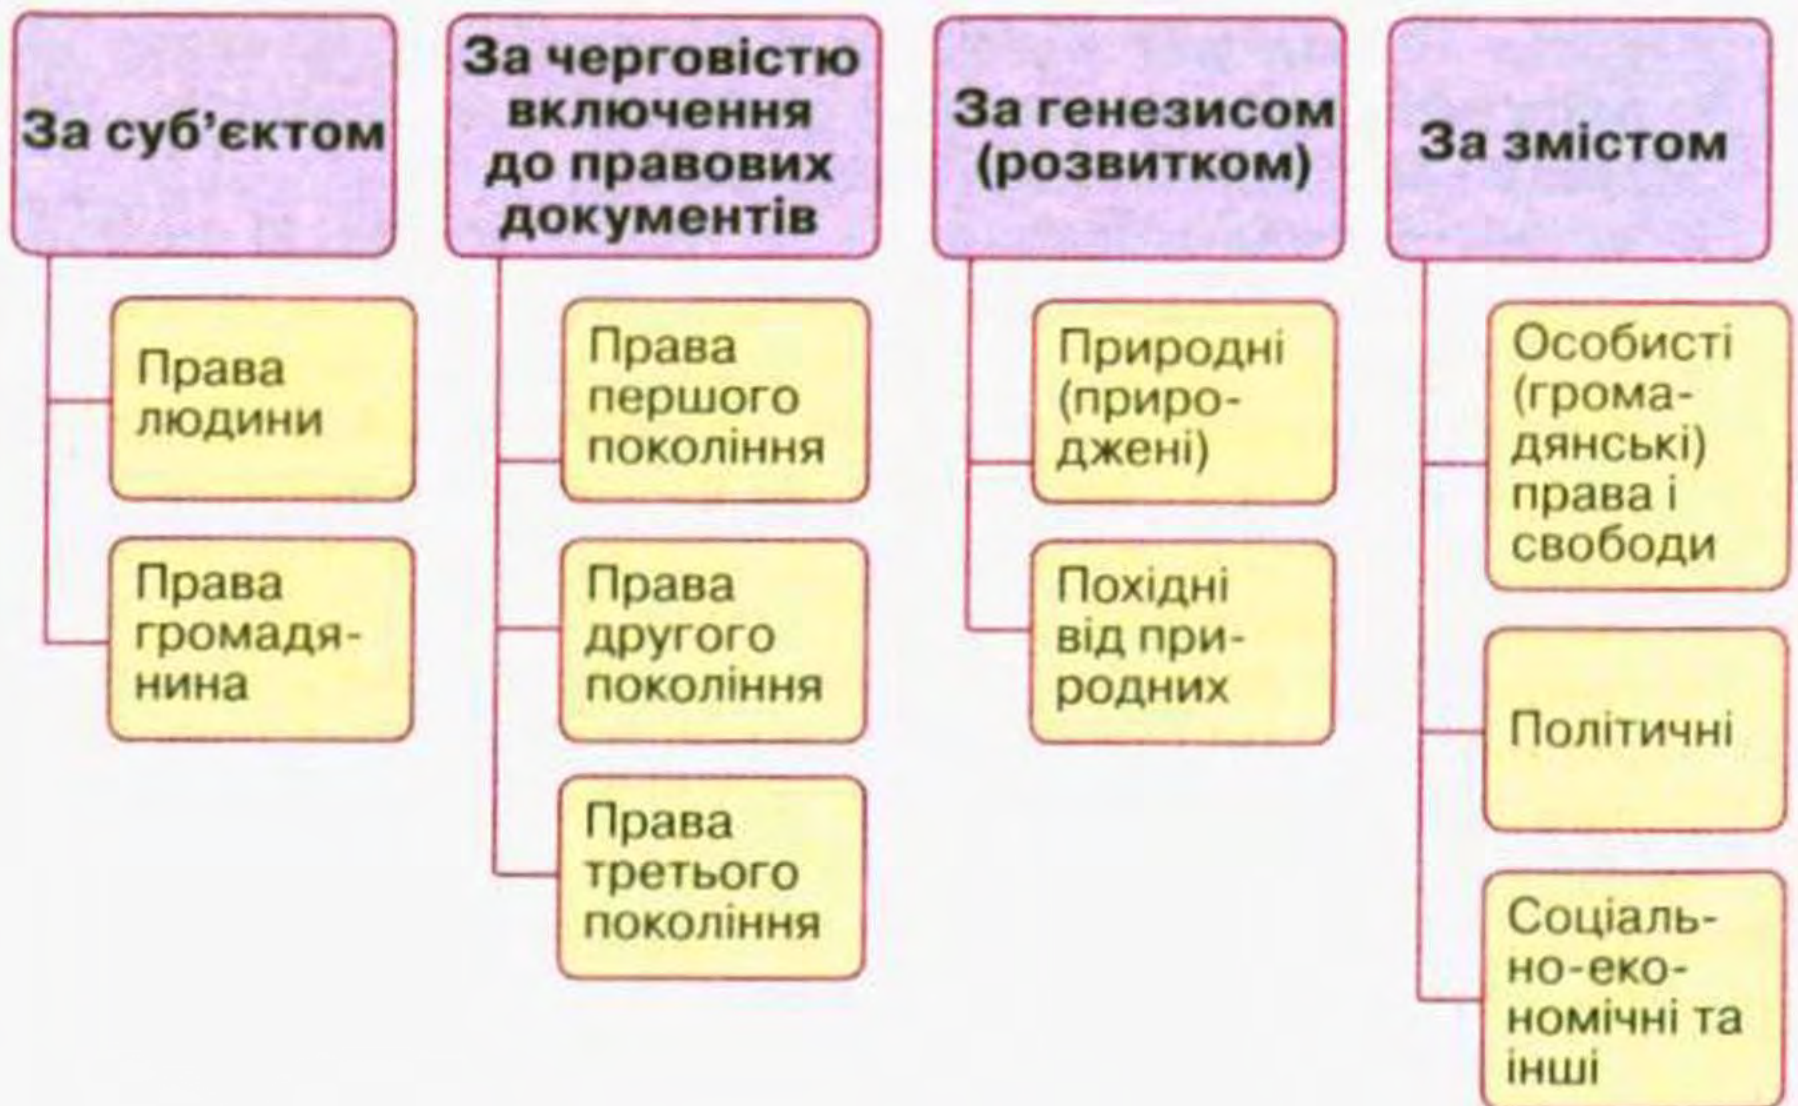 За суб’єктом
Права
людини
Права
громадя-
нина
За черговістю
включення
до правових
документів
Права
першого
покоління
Права
другого
покоління
Права
третього
покоління
За генезисом
(розвитком)
Природні
(приро-
джені)
Похідні
від при-
родних
За змістом
Особисті
(грома-
дянські)
права і
свободи
Політичні
Соціаль-
но-еко-
номічні та
інші